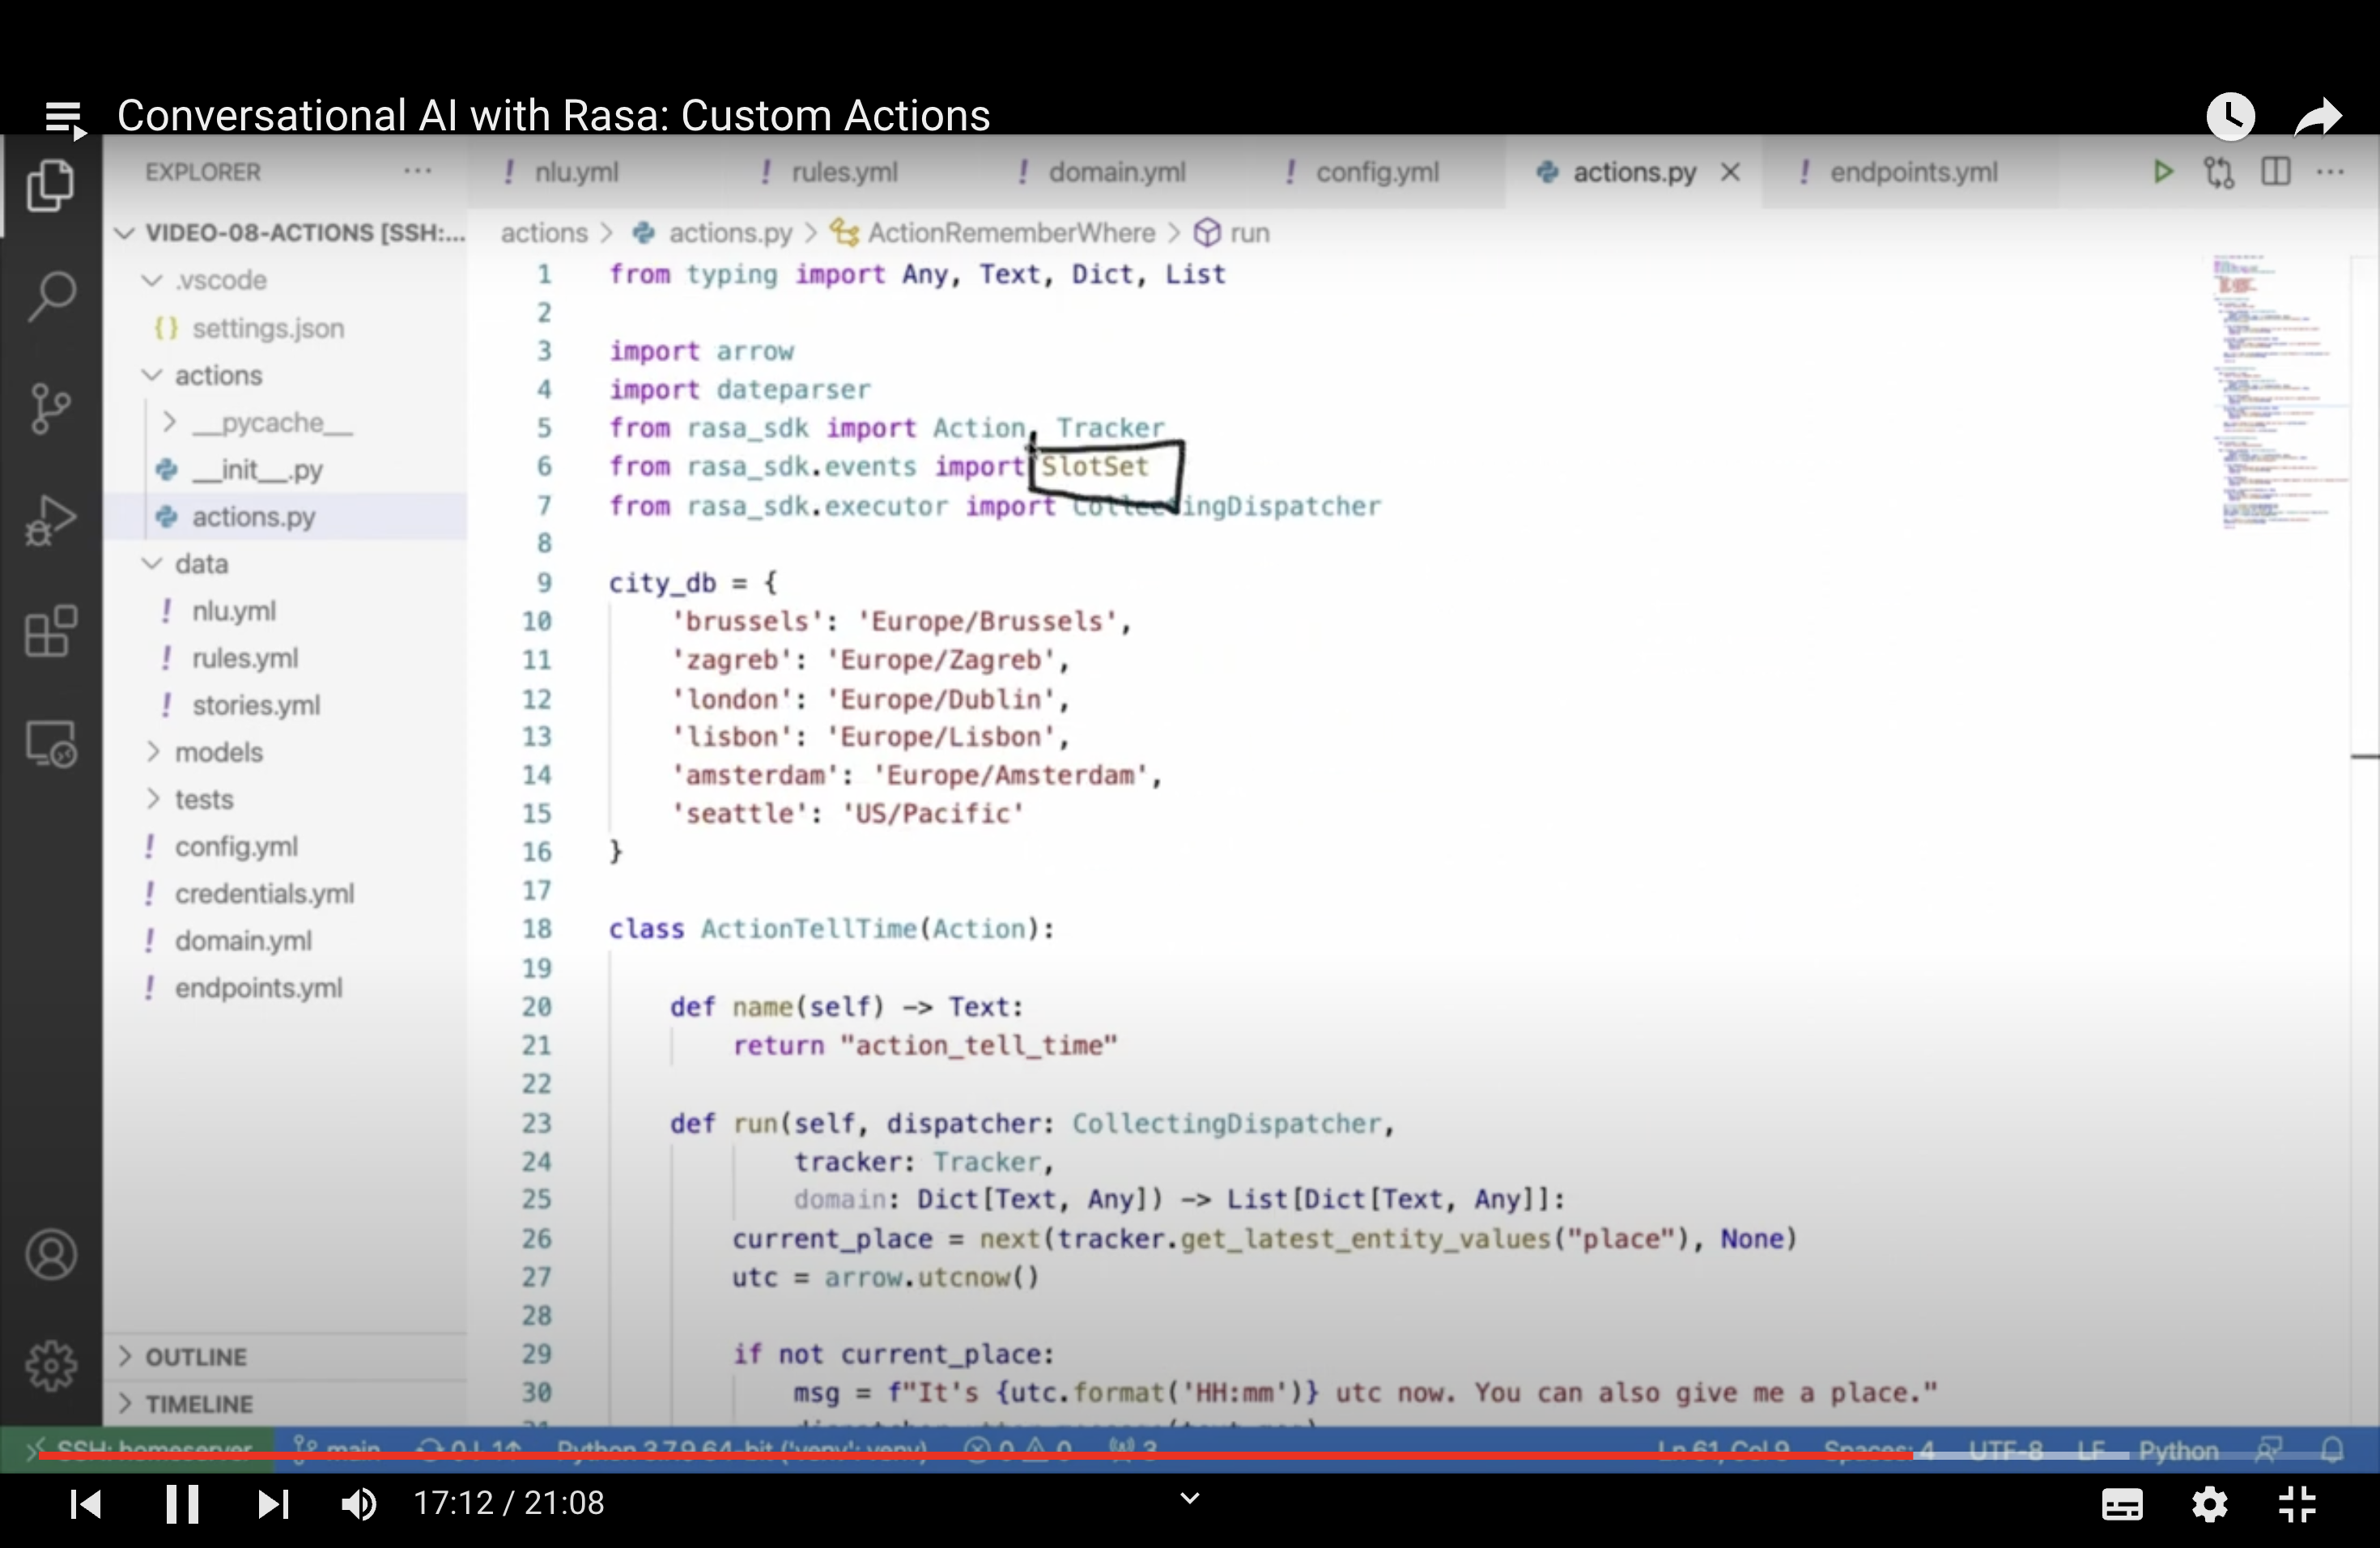 Conversational AI with Rasa: Custom Actions
EXPLORER
nlu.yml
rules.yml
domain.yml
config.yml
actions.py
endpoints.yml
VIDEO-08-ACTIONS [SSH:...
.vscode
settings.json
actions
__pycache__
__init__.py
actions.py
data
nlu.yml
rules.yml
stories.yml
models
tests
config.yml
credentials.yml
domain.yml
endpoints.yml
OUTLINE
TIMELINE
actions > actions.py > ActionRememberWhere > run
1 from typing import Any, Text, Dict, List
2
3 import arrow
4 import dateparser
5 from rasa_sdk import Action, Tracker
6 from rasa_sdk.events import SlotSet
7 from rasa_sdk.executor import CollectingDispatcher
8
9 city_db = {
10 'brussels': 'Europe/Brussels',
11 'zagreb': 'Europe/Zagreb',
12 'london': 'Europe/Dublin',
13 'lisbon': 'Europe/Lisbon',
14 'amsterdam': 'Europe/Amsterdam',
15 'seattle': 'US/Pacific'
16 }
17
18 class ActionTellTime(Action):
19
20 def name(self) -> Text:
21 return "action_tell_time"
22
23 def run(self, dispatcher: CollectingDispatcher,
24 tracker: Tracker,
25 domain: Dict[Text, Any]) -> List[Dict[Text, Any]]:
26 current_place = next(tracker.get_latest_entity_values("place"), None)
27 utc = arrow.utcnow()
28
29 if not current_place:
30 msg = f"It's {utc.format('HH:mm')} utc now. You can also give me a place."
SSH: homeserver main Python 3.7.9 64-bit ('venv': venv) 0 0 3 Ln 61, Col 9 Spaces: 4 UTF-8 LF Python
17:12 / 21:08